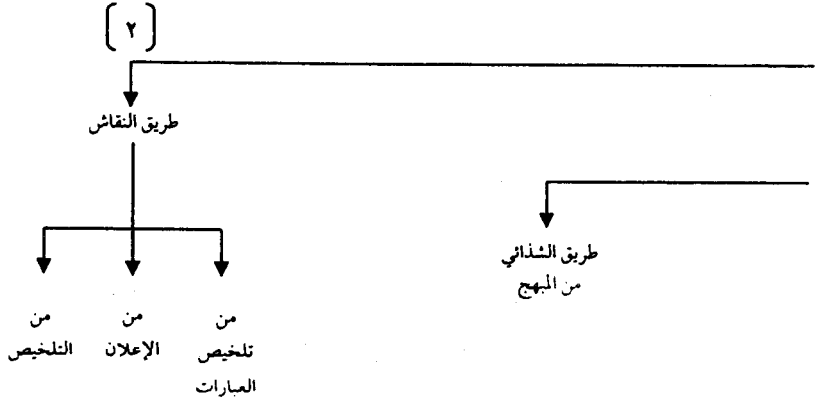 [ ٢ ]
طريق النقاش
طريق الشذائي
من المبهج
من
تلخيص
العبارات
من
الإعلان
من
التلخيص